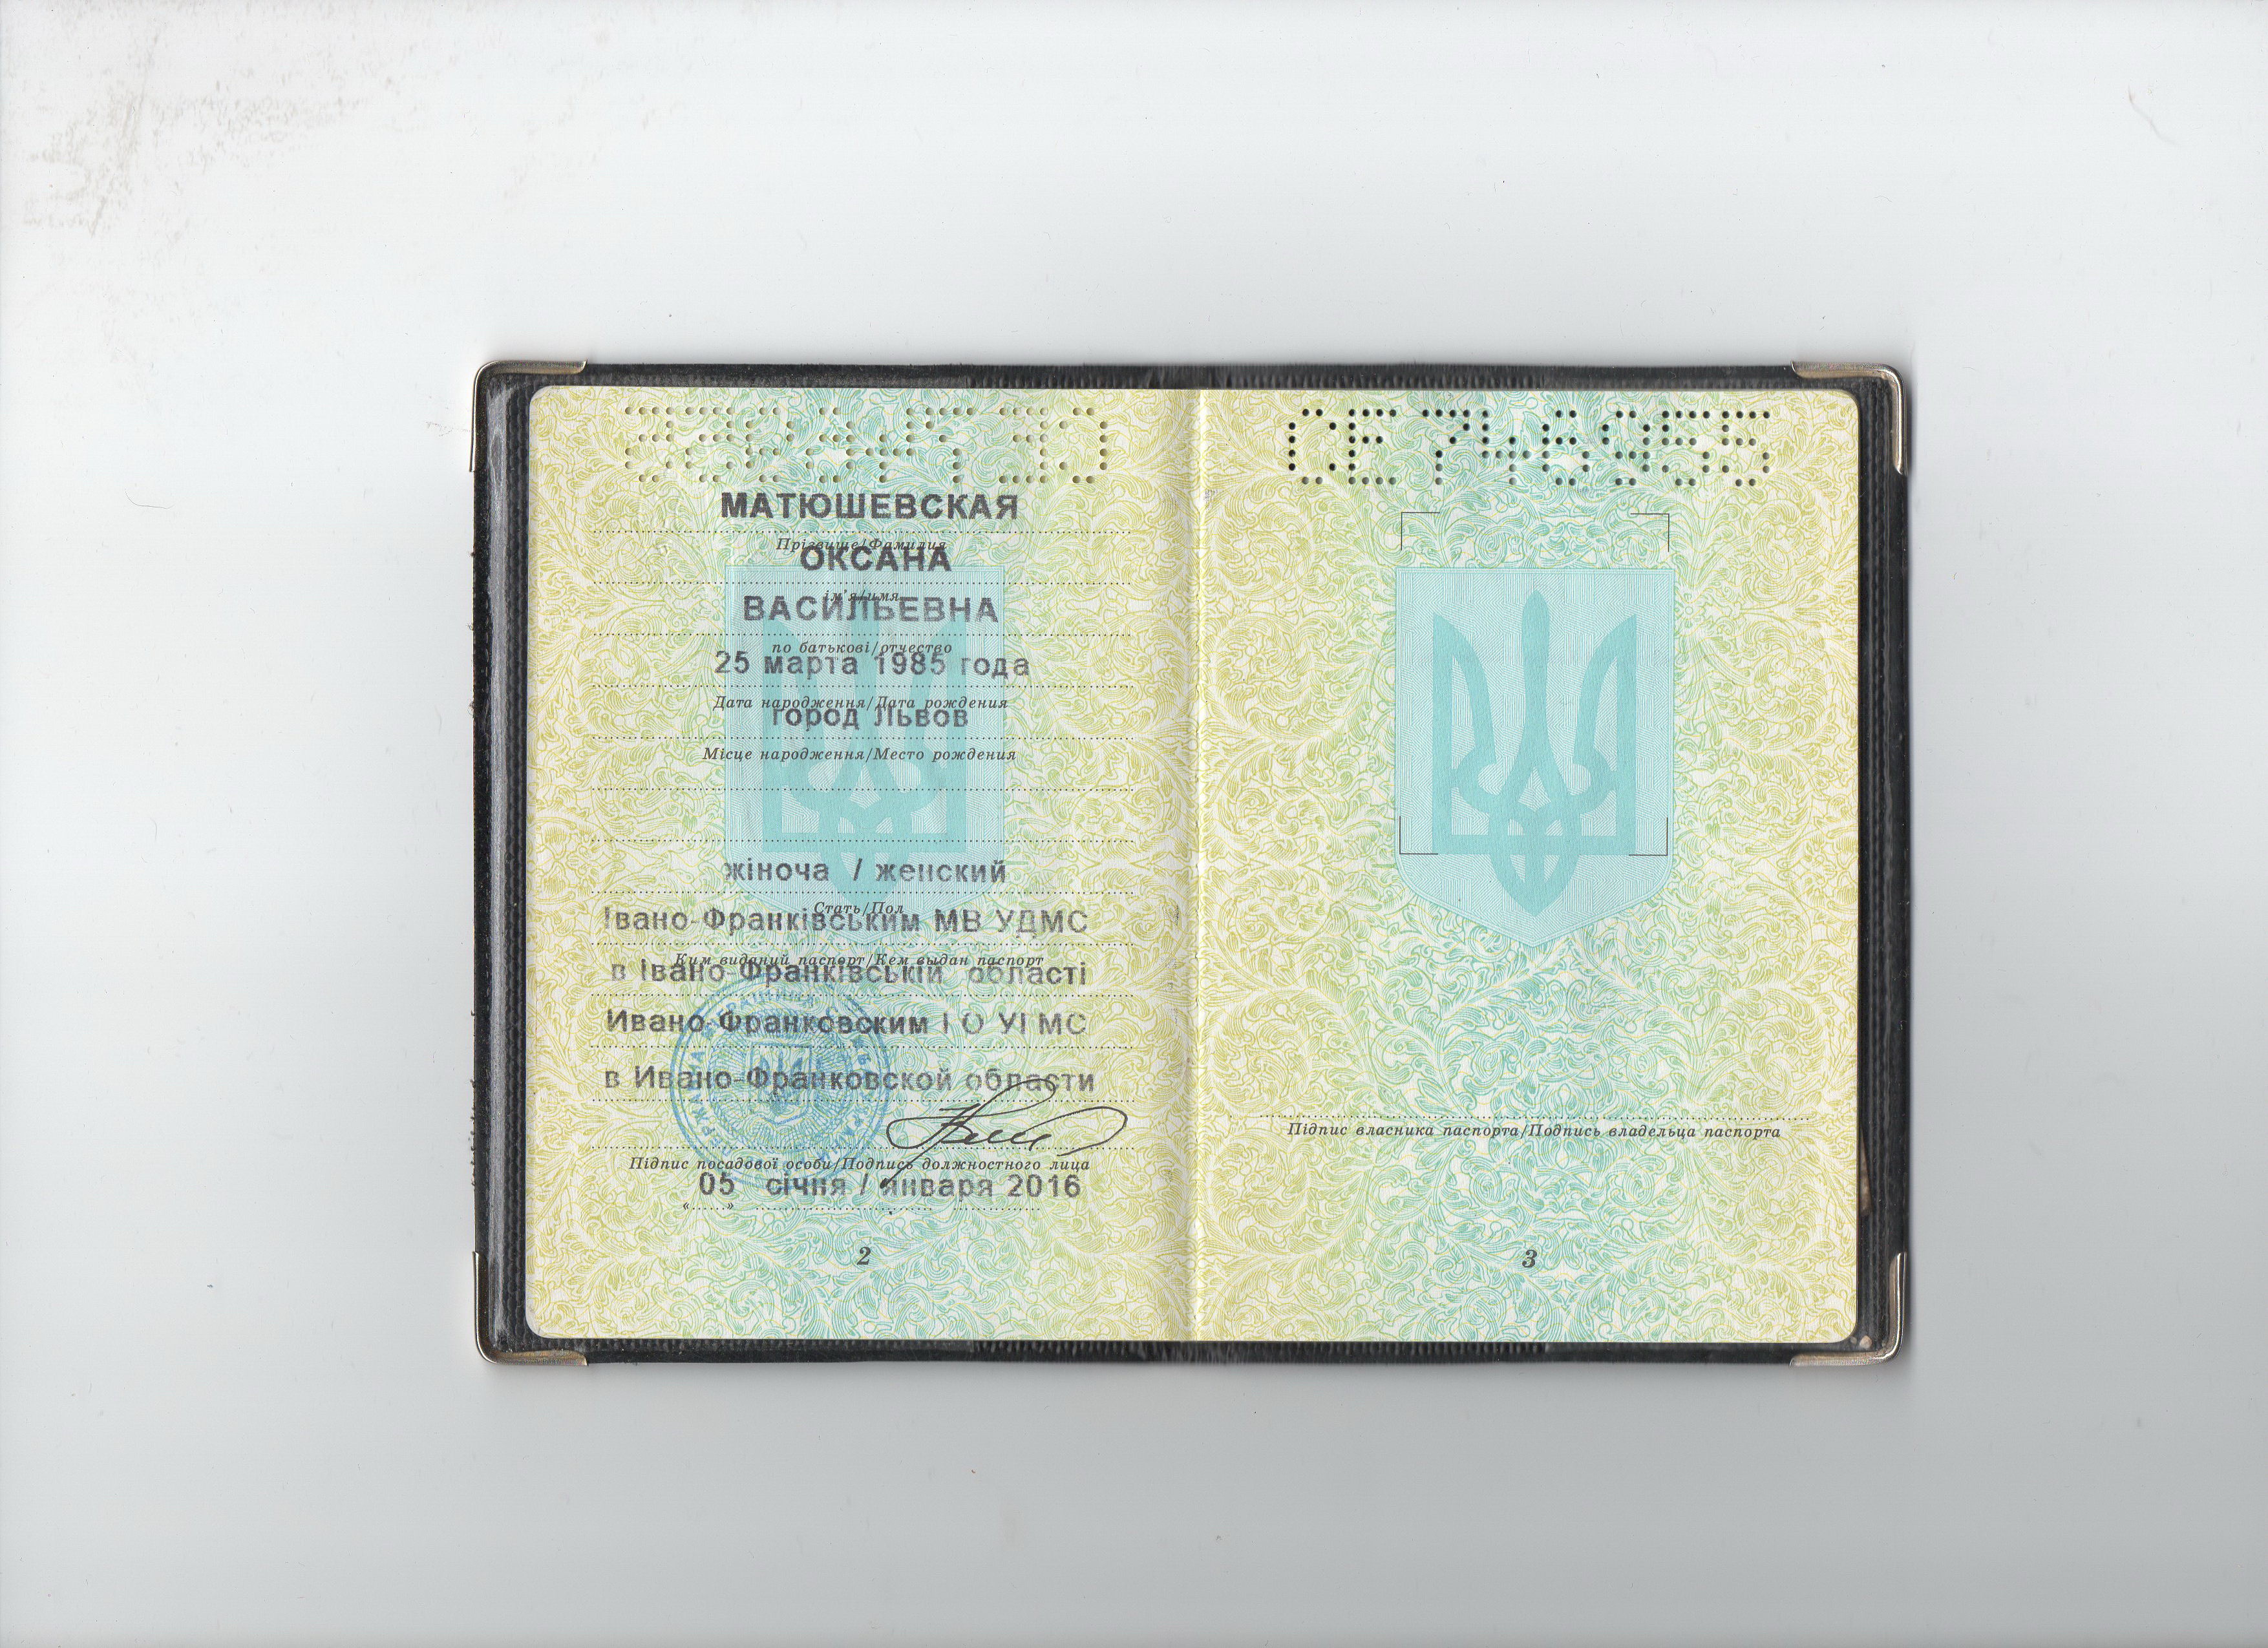 СЕ 746955
МАТЮШЕВСКАЯ
Прізвище/Фамилия
ОКСАНА
ім'я/имя
ВАСИЛЬЕВНА
по батькові/отчество
25 марта 1985 года
Дата народження/Дата рождения
город Львов
Місце народження/Место рождения
жіноча / женский
Стать/Пол
Івано-Франківським МВ УДМС
Ким виданий паспорт/Кем выдан паспорт
в Івано-Франківській області
Ивано-Франковским
в Ивано-Франковской области
Підпис посадової особи/Подпись должностного лица
05 січня / января 2016
2
Підпис власника паспорта/Подпись владельца паспорта
3